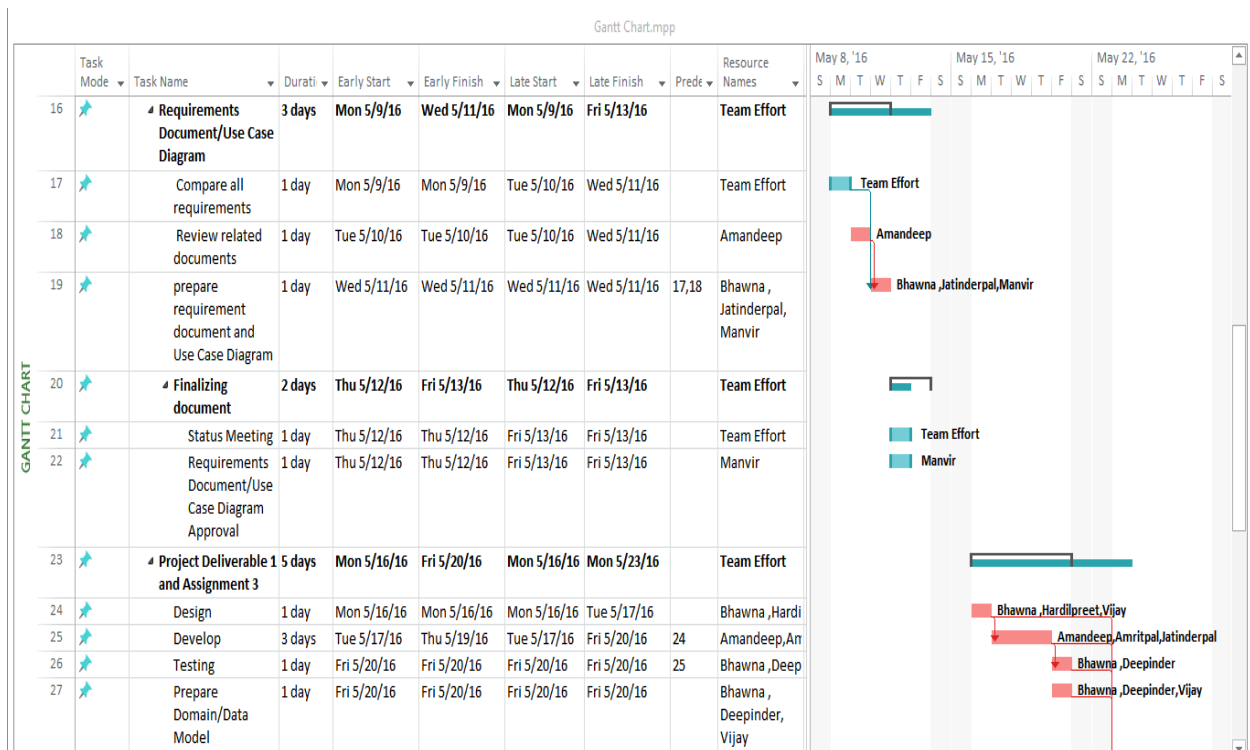 Gantt Chart.mpp
Task Mode Task Name Durati Early Start Early Finish Late Start Late Finish Prede Resource Names
May 8, '16 May 15, '16 May 22, '16
S M T W T F S S M T W T F S S M T W T F S
GANTT CHART
16 Requirements Document/Use Case Diagram 3 days Mon 5/9/16 Wed 5/11/16 Mon 5/9/16 Fri 5/13/16 Team Effort
17 Compare all requirements 1 day Mon 5/9/16 Mon 5/9/16 Tue 5/10/16 Wed 5/11/16 Team Effort Team Effort
18 Review related documents 1 day Tue 5/10/16 Tue 5/10/16 Tue 5/10/16 Wed 5/11/16 Amandeep Amandeep
19 prepare requirement document and Use Case Diagram 1 day Wed 5/11/16 Wed 5/11/16 Wed 5/11/16 Wed 5/11/16 17,18 Bhawna , Jatinderpal, Manvir Bhawna ,Jatinderpal,Manvir
20 Finalizing document 2 days Thu 5/12/16 Fri 5/13/16 Thu 5/12/16 Fri 5/13/16 Team Effort
21 Status Meeting 1 day Thu 5/12/16 Thu 5/12/16 Fri 5/13/16 Fri 5/13/16 Team Effort Team Effort
22 Requirements Document/Use Case Diagram Approval 1 day Thu 5/12/16 Thu 5/12/16 Fri 5/13/16 Fri 5/13/16 Manvir Manvir
23 Project Deliverable 1 and Assignment 3 5 days Mon 5/16/16 Fri 5/20/16 Mon 5/16/16 Mon 5/23/16 Team Effort
24 Design 1 day Mon 5/16/16 Mon 5/16/16 Mon 5/16/16 Tue 5/17/16 Bhawna ,Hardi Bhawna ,Hardilpreet,Vijay
25 Develop 3 days Tue 5/17/16 Thu 5/19/16 Tue 5/17/16 Fri 5/20/16 24 Amandeep,Am Amandeep,Amritpal,Jatinderpal
26 Testing 1 day Fri 5/20/16 Fri 5/20/16 Fri 5/20/16 Fri 5/20/16 25 Bhawna ,Deep Bhawna ,Deepinder
27 Prepare Domain/Data Model 1 day Fri 5/20/16 Fri 5/20/16 Fri 5/20/16 Fri 5/20/16 Bhawna , Deepinder, Vijay Bhawna ,Deepinder,Vijay